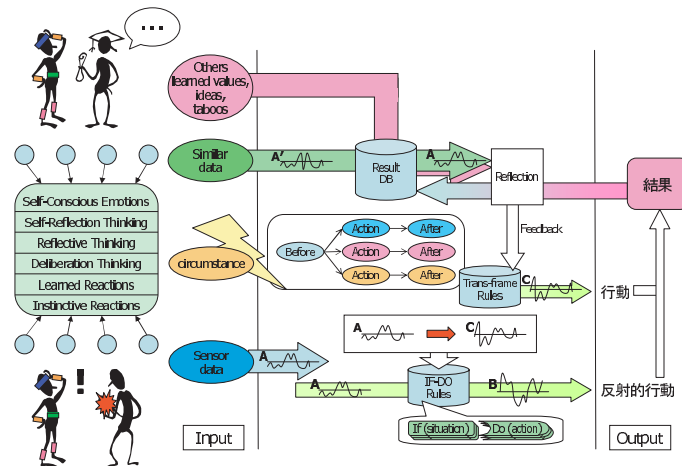 ...
Others
learned values,
ideas,
taboos
Similar
data
A'
Result
DB
A
Reflection
結果
Self-Conscious Emotions
Self-Reflection Thinking
Reflective Thinking
Deliberation Thinking
Learned Reactions
Instinctive Reactions
circumstance
Before
Action
After
Action
After
Action
After
Feedback
Trans-frame
Rules
C
行動
A
C
Sensor
data
A
!
A
IF-DO
Rules
B
反射的行動
If (situation)
Do (action)
Input
Output